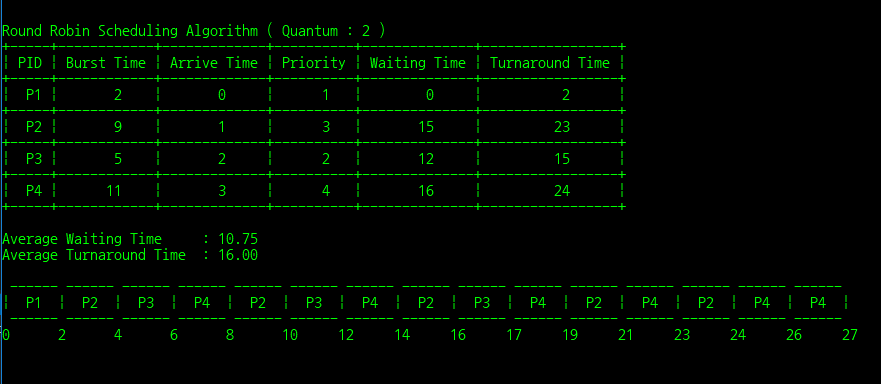 Round Robin Scheduling Algorithm ( Quantum : 2 )
+-----+------------+-------------+----------+--------------+-----------------+
¦ PID ¦ Burst Time ¦ Arrive Time ¦ Priority ¦ Waiting Time ¦ Turnaround Time ¦
+-----+------------+-------------+----------+--------------+-----------------+
¦ P1 ¦ 2 ¦ 0 ¦ 1 ¦ 0 ¦ 2 ¦
+-----+------------+-------------+----------+--------------+-----------------+
¦ P2 ¦ 9 ¦ 1 ¦ 3 ¦ 15 ¦ 23 ¦
+-----+------------+-------------+----------+--------------+-----------------+
¦ P3 ¦ 5 ¦ 2 ¦ 2 ¦ 12 ¦ 15 ¦
+-----+------------+-------------+----------+--------------+-----------------+
¦ P4 ¦ 11 ¦ 3 ¦ 4 ¦ 16 ¦ 24 ¦
+-----+------------+-------------+----------+--------------+-----------------+
Average Waiting Time : 10.75
Average Turnaround Time : 16.00
------ ------ ------ ------ ------ ------ ------ ------ ------ ------ ------ ------ ------ ------ ------
¦ P1 ¦ P2 ¦ P3 ¦ P4 ¦ P2 ¦ P3 ¦ P4 ¦ P2 ¦ P3 ¦ P4 ¦ P2 ¦ P4 ¦ P2 ¦ P4 ¦ P4 ¦
------ ------ ------ ------ ------ ------ ------ ------ ------ ------ ------ ------ ------ ------ ------
0 2 4 6 8 10 12 14 16 17 19 21 23 24 26 27